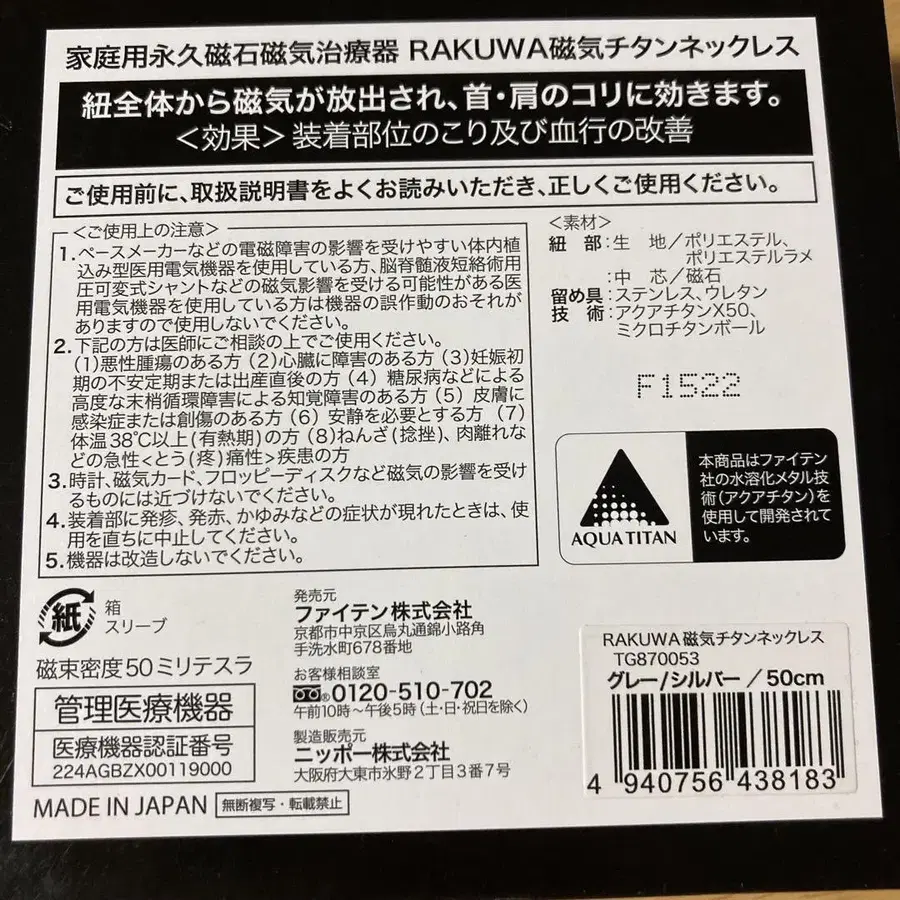 家庭用永久磁石磁気治療器 RAKUWA磁気チタンネックレス
紐全体から磁気が放出され、首・肩のコリに効きます。
＜効果＞装着部位のこり及び血行の改善
ご使用前に、取扱説明書をよくお読みいただき、正しくご使用ください。
＜ご使用上の注意＞
1.ペースメーカーなどの電磁障害の影響を受けやすい体内植
込み型医用電気機器を使用している方、脳脊髄液短絡術用
圧可変式シャントなどの磁気影響を受ける可能性がある医
用電気機器を使用している方は機器の誤作動のおそれが
ありますので使用しないでください。
2.下記の方は医師にご相談の上でご使用ください。
(1)悪性腫瘍のある方 (2)心臓に障害のある方 (3)妊娠初
期の不安定期または出産直後の方 (4) 糖尿病などによる
高度な末梢循環障害による知覚障害のある方 (5) 皮膚に
感染症または創傷のある方 (6) 安静を必要とする方 (7)
体温38℃以上(有熱期)の方 (8)ねんざ(捻挫)、肉離れな
どの急性<とう(疼)痛性>疾患の方
3.時計、磁気カード、フロッピーディスクなど磁気の影響を受け
るものには近づけないでください。
4.装着部に発疹、発赤、かゆみなどの症状が現れたときは、使
用を直ちに中止してください。
5.機器は改造しないでください。
＜素材＞
紐 部:生 地／ポリエステル、
ポリエステルラメ
:中 芯／磁石
留め具:ステンレス、ウレタン
技 術:アクアチタンX50、
ミクロチタンボール
F1522
AQUA TITAN
本商品はファイテン
社の水溶化メタル技
術(アクアチタン)を
使用して開発されて
います。
紙
箱
スリーブ
磁束密度50ミリテスラ
管理医療機器
医療機器認証番号
224AGBZX00119000
MADE IN JAPAN
無断複写・転載禁止
発売元
ファイテン株式会社
京都市中京区烏丸通錦小路角
手洗水町678番地
お客様相談室
0120-510-702
午前10時～午後5時(土・日・祝日を除く)
製造販売元
ニッポー株式会社
大阪府大東市氷野2丁目3番7号
RAKUWA磁気チタンネックレス
TG870053
グレー/シルバー／50cm
4 940756 438183